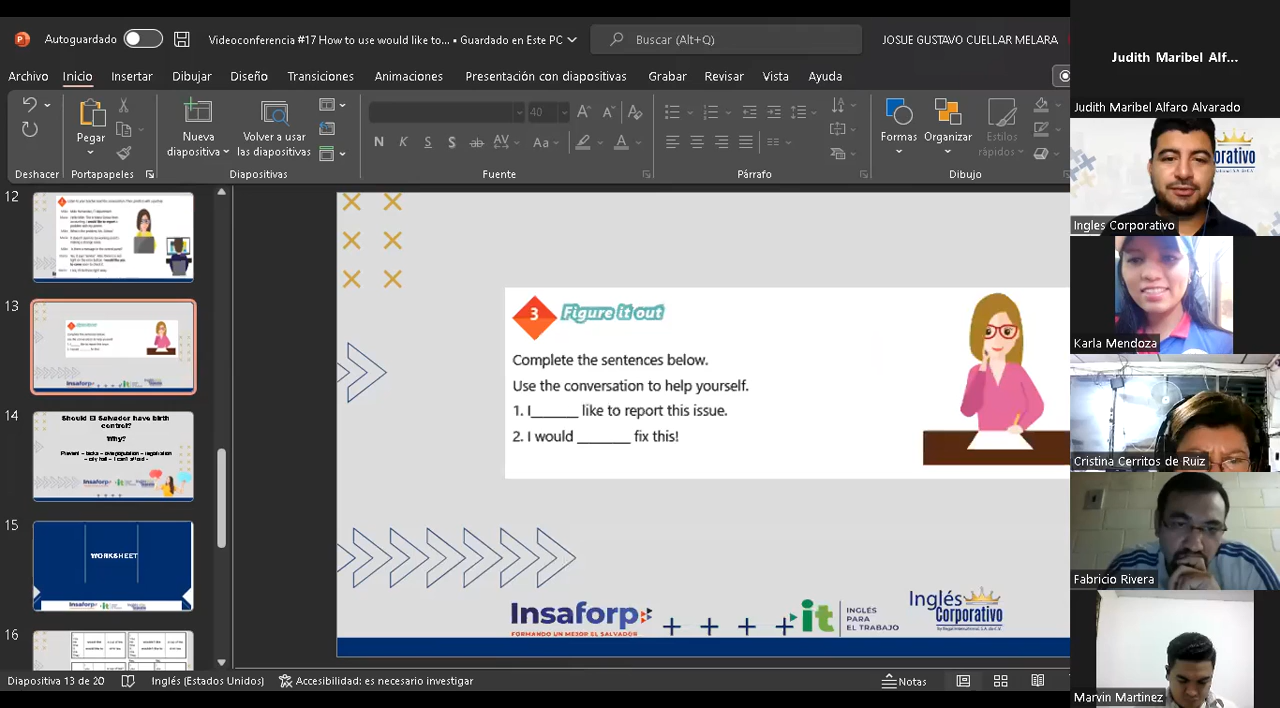 Autoguardado
Videoconferencia #17 How to use would like to... • Guardado en Este PC
Buscar (Alt+Q)
JOSUE GUSTAVO CUELLAR MELARA
Archivo Inicio Insertar Dibujar Diseño Transiciones Animaciones Presentación con diapositivas Grabar Revisar Vista Ayuda
Pegar
Nueva diapositiva
Volver a usar las diapositivas
40
N K S S ab AV Aa A
Formas
Organizar
Estilos rápidos
Deshacer Portapapeles Diapositivas Fuente Párrafo Dibujo
12
13
14
Should El Salvador have birth
control?
Why?
15
WORKSHEET
16
3 Figure it out
Complete the sentences below.
Use the conversation to help yourself.
1. I_______ like to report this issue.
2. I would ________ fix this!
Insaforp
FORMANDO UN MEJOR EL SALVADOR
it
INGLÉS
PARA
EL TRABAJO
Inglés
Corporativo
Diapositiva 13 de 20
Inglés (Estados Unidos)
Accesibilidad: es necesario investigar
Notas
Judith Maribel Alf...
Judith Maribel Alfaro Alvarado
Ingles Corporativo
Karla Mendoza
Cristina Cerritos de Ruiz
Fabricio Rivera
Marvin Martinez